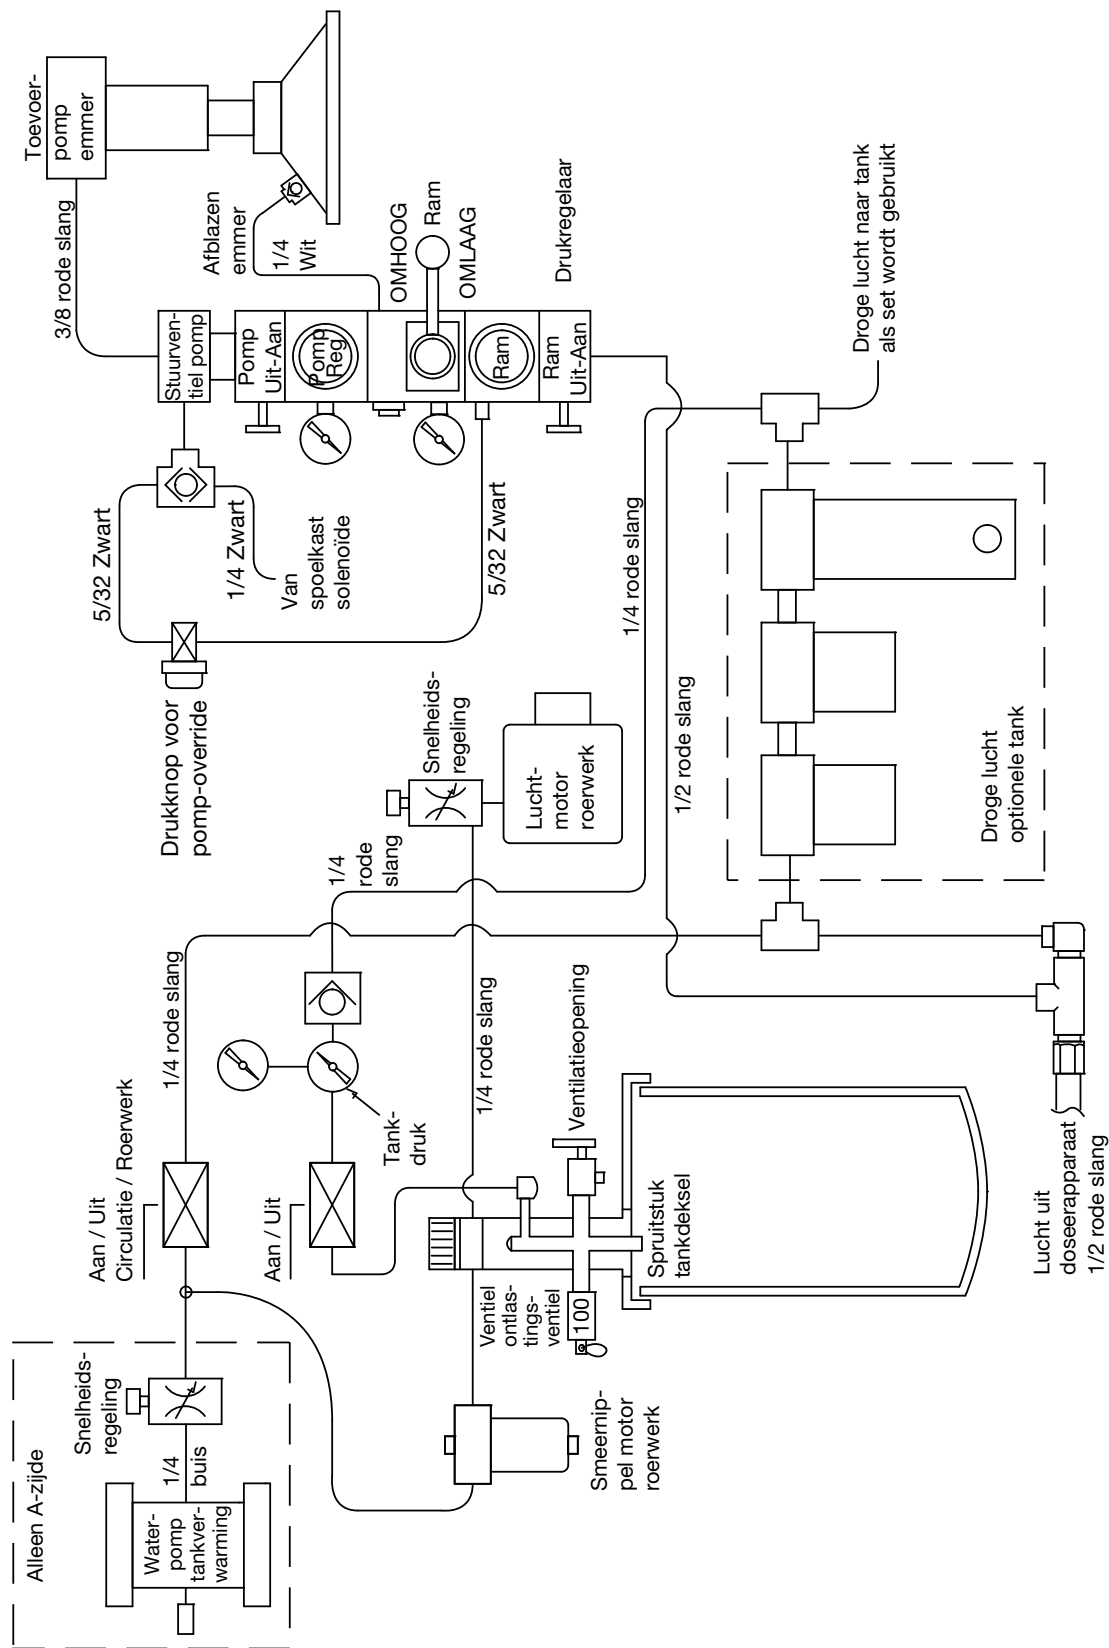 Alleen A-zijde
Snelheids-
regeling
1/4
buis
Water-
pomp
tankver-
warming
Aan / Uit
Circulatie / Roerwerk
1/4 rode slang
Aan / Uit
Tank-
druk
1/4
rode
slang
1/4 rode slang
Drukknop voor
pomp-override
5/32 Zwart
1/4 Zwart
Van
spoelkast
solenoïde
5/32 Zwart
Stuurven-
tiel pomp
Pomp
Uit-Aan
Pomp
Reg
Ram
Ram
Uit-Aan
3/8 rode slang
Toevoer-
pomp
emmer
Afblazen
emmer
1/4
Wit
OMHOOG
Ram
OMLAAG
Drukregelaar
Snelheids-
regeling
Lucht-
motor
roerwerk
1/4 rode slang
1/2 rode slang
Droge lucht naar tank
als set wordt gebruikt
Droge lucht
optionele tank
Ventiel
ontlas-
tings-
ventiel
100
Ventilatieopening
Spruitstuk
tankdeksel
Smeernip-
pel motor
roerwerk
Lucht uit
doseerapparaat
1/2 rode slang